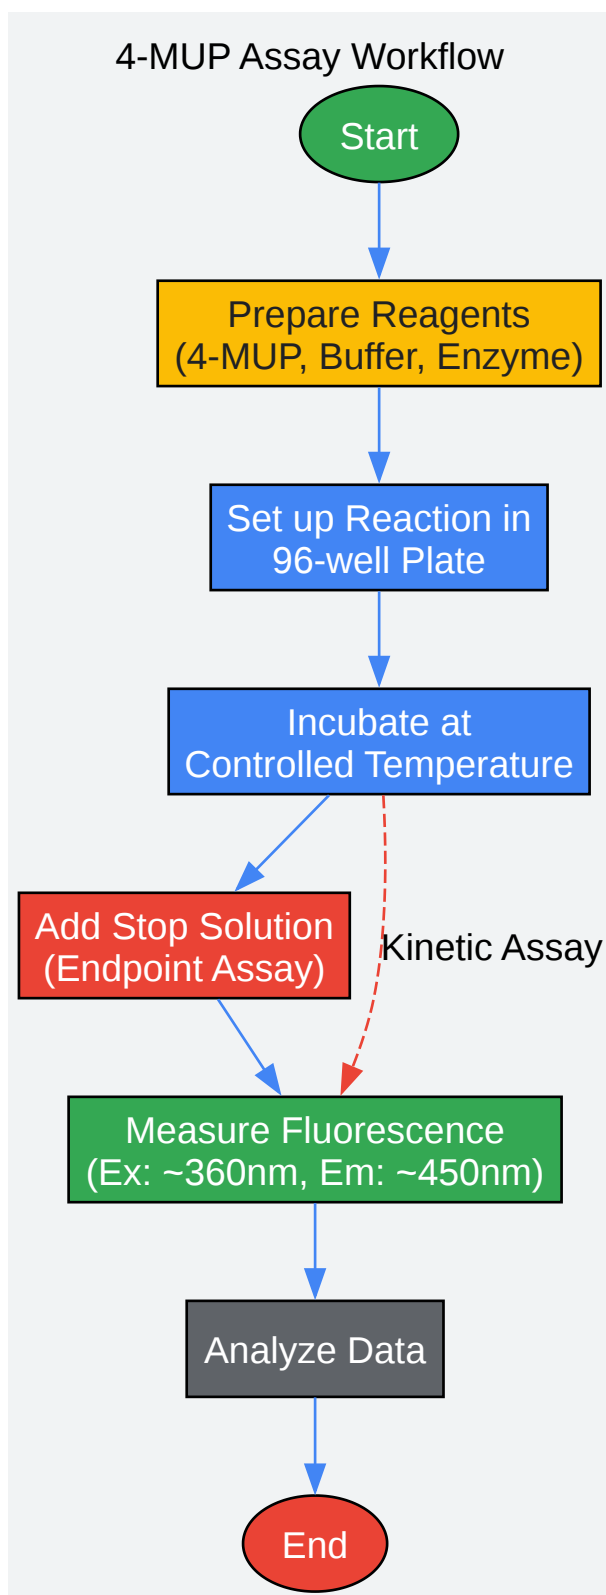 4-MUP Assay Workflow
Start
Prepare Reagents
(4-MUP, Buffer, Enzyme)
Set up Reaction in
96-well Plate
Incubate at
Controlled Temperature
Add Stop Solution
(Endpoint Assay)
Kinetic Assay
Measure Fluorescence
(Ex: ~360nm, Em: ~450nm)
Analyze Data
End